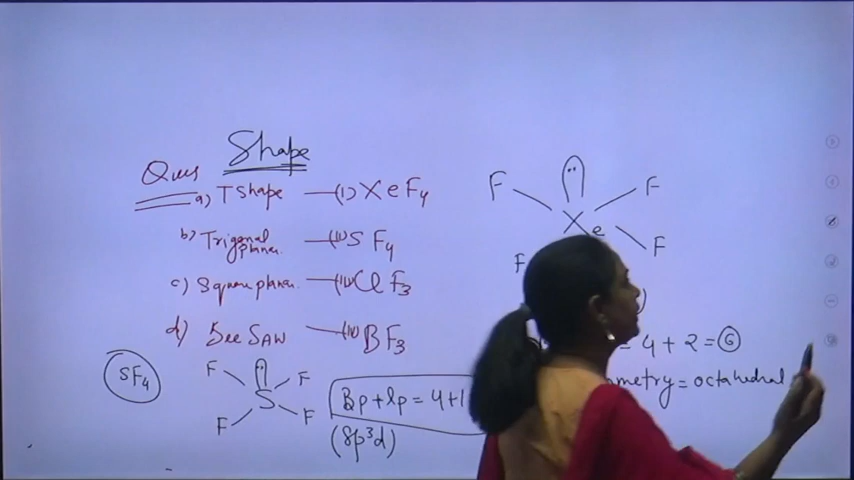 Shape
Ques
a) T Shape —(i) XeF4
b) Trigonal planar —(ii) SF4
c) Square planar —(iii) ClF3
d) See SAW —(iv) BF3
SF4
F F
S
F F
Bp + lp = 4+1
(Sp³d)
F F
Xe
F F
= 4 + 2 = 6
metry = octahedral